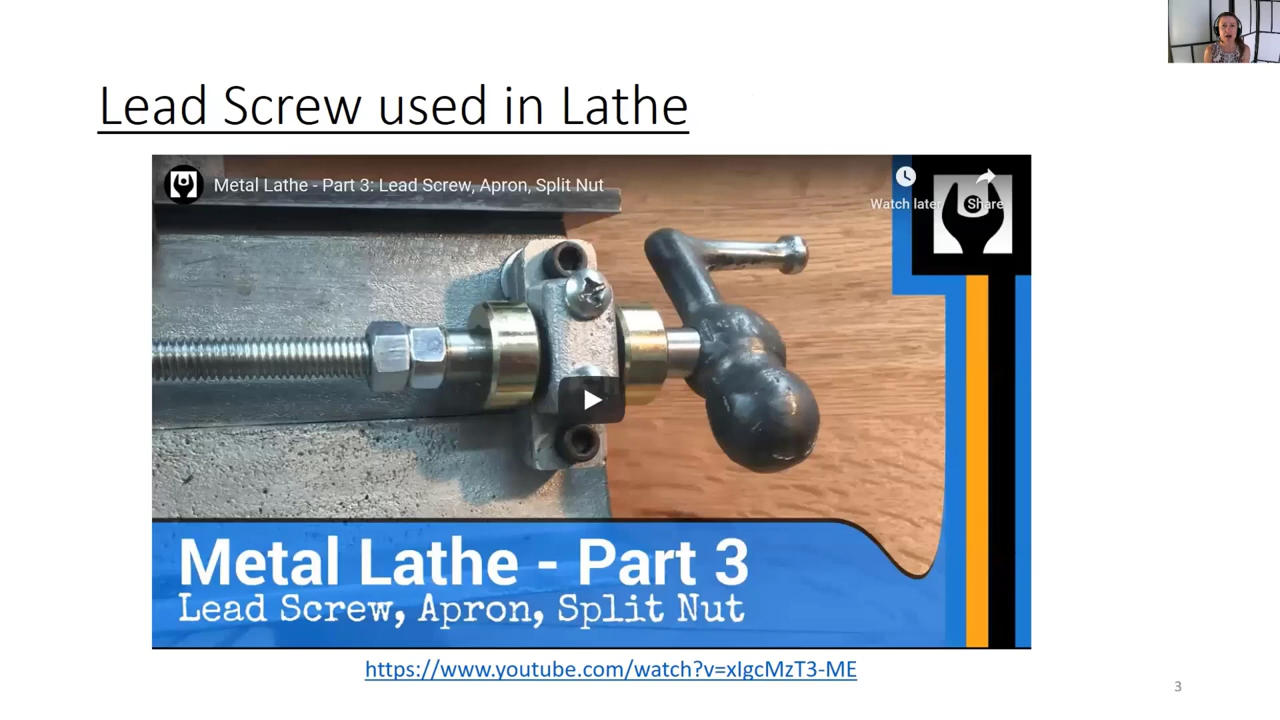 Lead Screw used in Lathe
Metal Lathe - Part 3: Lead Screw, Apron, Split Nut
Watch later
Share
Metal Lathe - Part 3
Lead Screw, Apron, Split Nut
https://www.youtube.com/watch?v=xIgcMzT3-ME
3